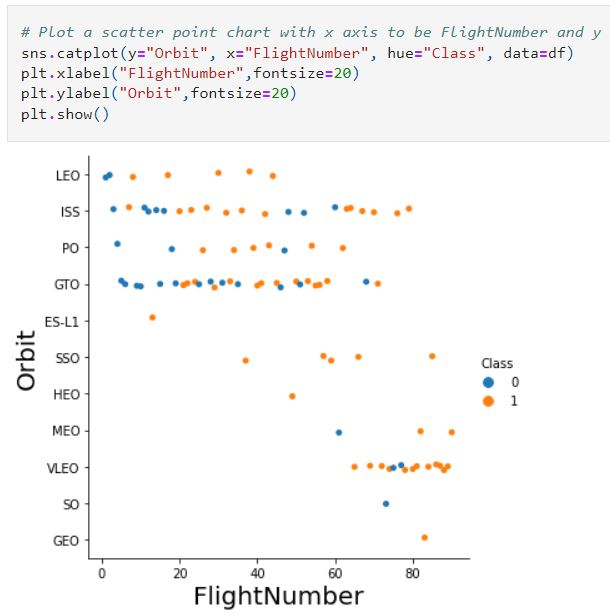 # Plot a scatter point chart with x axis to be FlightNumber and y
sns.catplot(y="Orbit", x="FlightNumber", hue="Class", data=df)
plt.xlabel("FlightNumber",fontsize=20)
plt.ylabel("Orbit",fontsize=20)
plt.show()
LEO
ISS
PO
GTO
ES-L1
SSO
HEO
MEO
VLEO
SO
GEO
Orbit
Class
0
1
0 20 40 60 80
FlightNumber